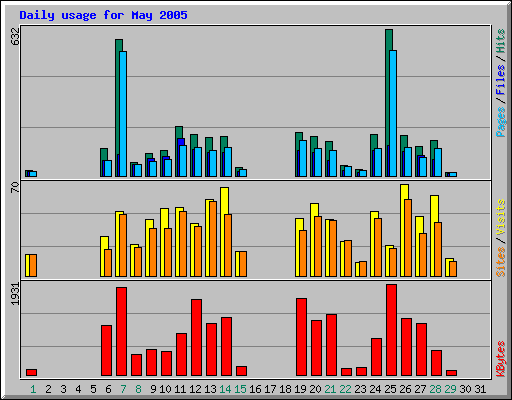 Daily usage for May 2005
632
70
1931
Pages / Files / Hits
Sites / Visits
KBytes
1 2 3 4 5 6 7 8 9 10 11 12 13 14 15 16 17 18 19 20 21 22 23 24 25 26 27 28 29 30 31